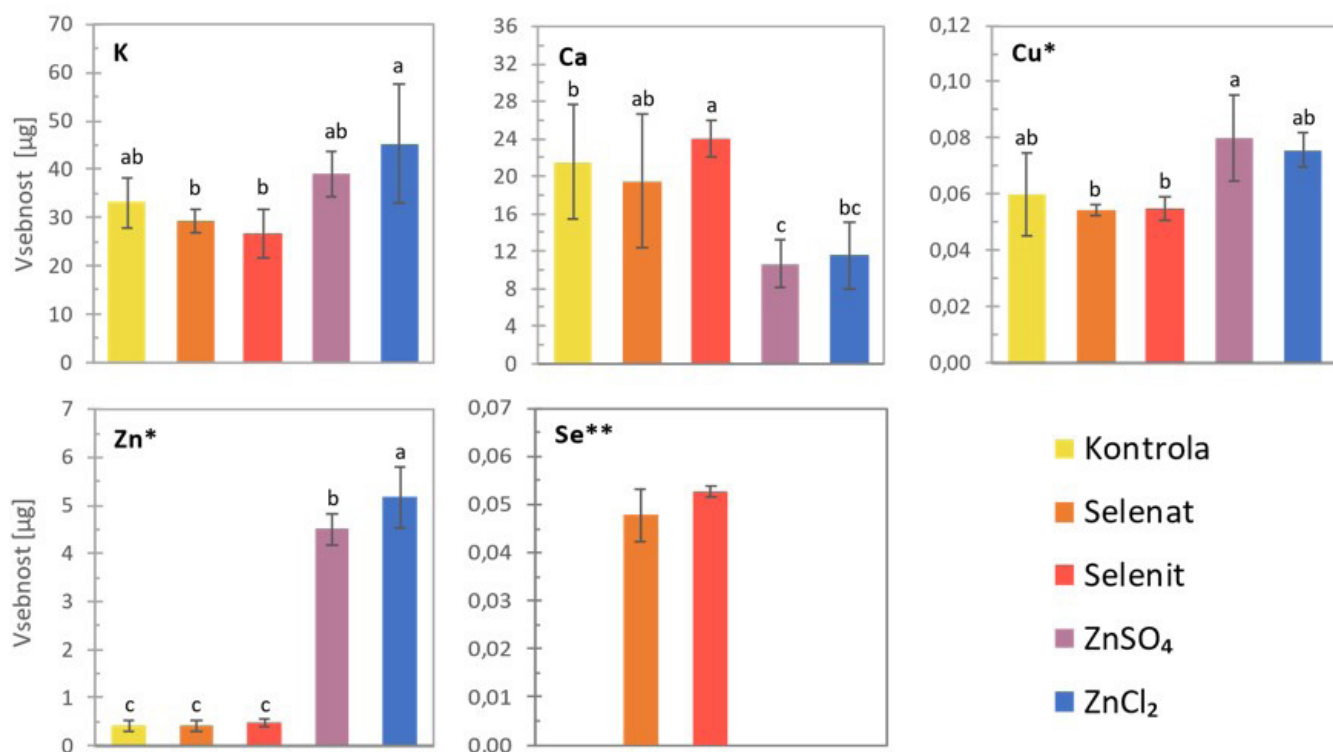 K
Vsebnost [µg]
70
60
50
40
30
20
10
0
ab
b
b
ab
a
Ca
36
32
28
24
20
16
12
8
4
0
b
ab
a
c
bc
Cu*
0,12
0,10
0,08
0,06
0,04
0,02
0,00
ab
b
b
a
ab
Zn*
Vsebnost [µg]
7
6
5
4
3
2
1
0
c
c
c
b
a
Se**
0,07
0,06
0,05
0,04
0,03
0,02
0,01
0.00
Kontrola
Selenat
Selenit
ZnSO₄
ZnCl₂